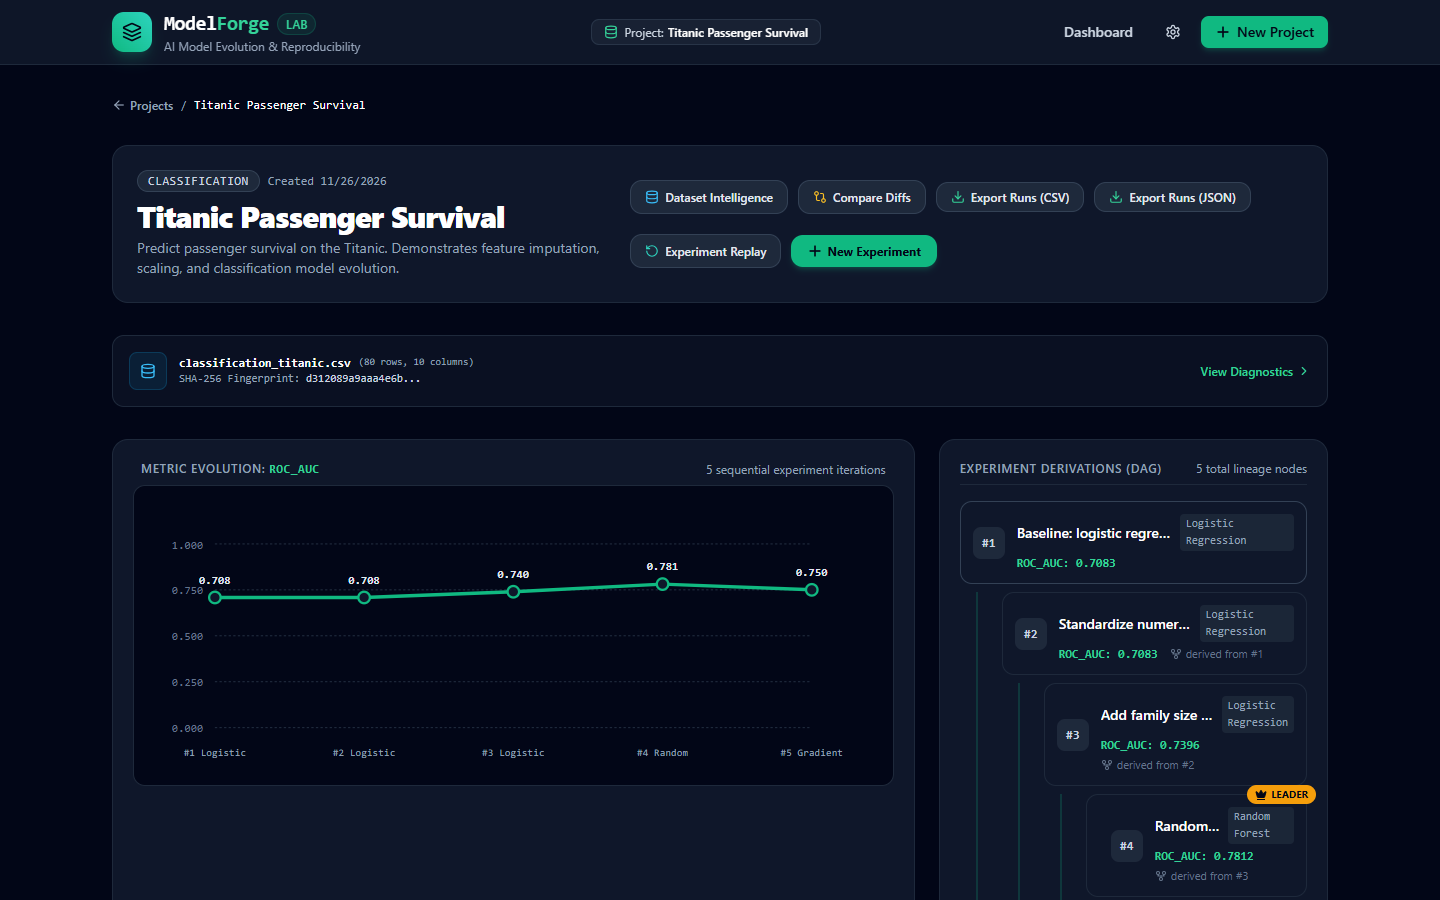 ModelForge LAB
AI Model Evolution & Reproducibility
Project: Titanic Passenger Survival
Dashboard
New Project
Projects / Titanic Passenger Survival
CLASSIFICATION Created 11/26/2026
Titanic Passenger Survival
Predict passenger survival on the Titanic. Demonstrates feature imputation,
scaling, and classification model evolution.
Dataset Intelligence
Compare Diffs
Export Runs (CSV)
Export Runs (JSON)
Experiment Replay
New Experiment
classification_titanic.csv (80 rows, 10 columns)
SHA-256 Fingerprint: d312089a9aaa4e6b...
View Diagnostics
METRIC EVOLUTION: ROC_AUC
5 sequential experiment iterations
1.000
0.750
0.500
0.250
0.000
0.708
0.708
0.740
0.781
0.750
#1 Logistic
#2 Logistic
#3 Logistic
#4 Random
#5 Gradient
EXPERIMENT DERIVATIONS (DAG)
5 total lineage nodes
#1
Baseline: logistic regre...
Logistic
Regression
ROC_AUC: 0.7083
#2
Standardize numer...
Logistic
Regression
ROC_AUC: 0.7083
derived from #1
#3
Add family size ...
Logistic
Regression
ROC_AUC: 0.7396
derived from #2
LEADER
#4
Random...
Random
Forest
ROC_AUC: 0.7812
derived from #3